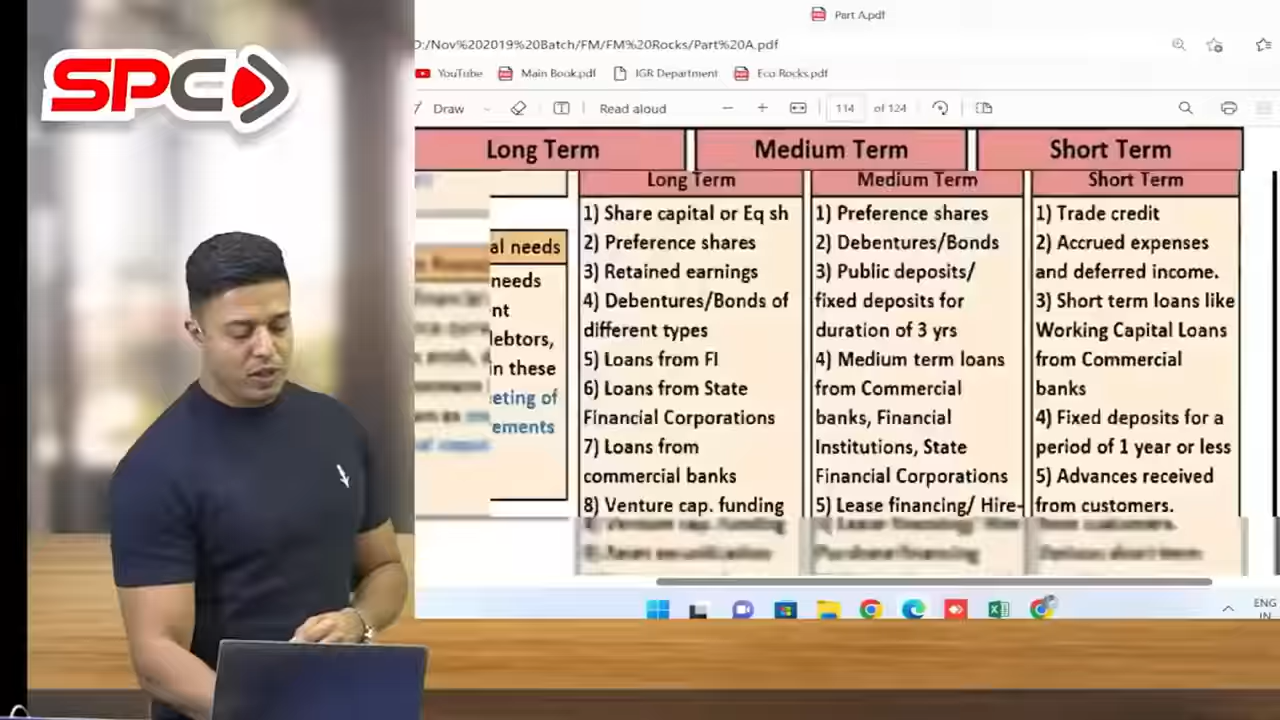 SPC
Part A.pdf
D:/Nov%202019%20Batch/FM/FM%20Rocks/Part%20A.pdf
YouTube
Main Book.pdf
IGR Department
Eco Rocks.pdf
Draw
Read aloud
114
of 124
Long Term
Medium Term
Short Term
al needs
needs
nt
debtors,
in these
eting of
ements
Long Term
1) Share capital or Eq sh
2) Preference shares
3) Retained earnings
4) Debentures/Bonds of
different types
5) Loans from FI
6) Loans from State
Financial Corporations
7) Loans from
commercial banks
8) Venture cap. funding
Medium Term
1) Preference shares
2) Debentures/Bonds
3) Public deposits/
fixed deposits for
duration of 3 yrs
4) Medium term loans
from Commercial
banks, Financial
Institutions, State
Financial Corporations
5) Lease financing/ Hire-
Short Term
1) Trade credit
2) Accrued expenses
and deferred income.
3) Short term loans like
Working Capital Loans
from Commercial
banks
4) Fixed deposits for a
period of 1 year or less
5) Advances received
from customers.
ENG
IN